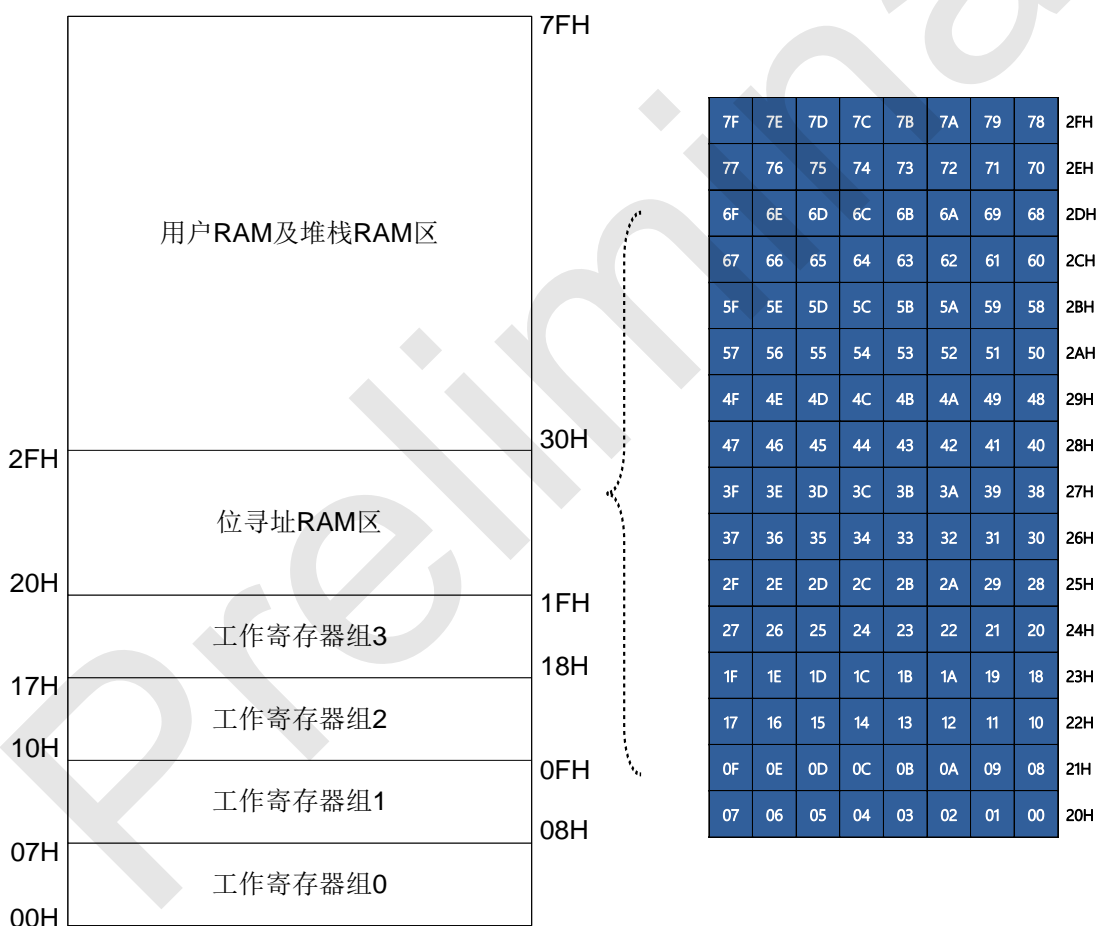 7FH
用户RAM及堆栈RAM区
30H
2FH
位寻址RAM区
20H
1FH
工作寄存器组3
18H
17H
工作寄存器组2
10H
0FH
工作寄存器组1
08H
07H
工作寄存器组0
00H
7F 7E 7D 7C 7B 7A 79 78 2FH
77 76 75 74 73 72 71 70 2EH
6F 6E 6D 6C 6B 6A 69 68 2DH
67 66 65 64 63 62 61 60 2CH
5F 5E 5D 5C 5B 5A 59 58 2BH
57 56 55 54 53 52 51 50 2AH
4F 4E 4D 4C 4B 4A 49 48 29H
47 46 45 44 43 42 41 40 28H
3F 3E 3D 3C 3B 3A 39 38 27H
37 36 35 34 33 32 31 30 26H
2F 2E 2D 2C 2B 2A 29 28 25H
27 26 25 24 23 22 21 20 24H
1F 1E 1D 1C 1B 1A 19 18 23H
17 16 15 14 13 12 11 10 22H
0F 0E 0D 0C 0B 0A 09 08 21H
07 06 05 04 03 02 01 00 20H
Prelimina